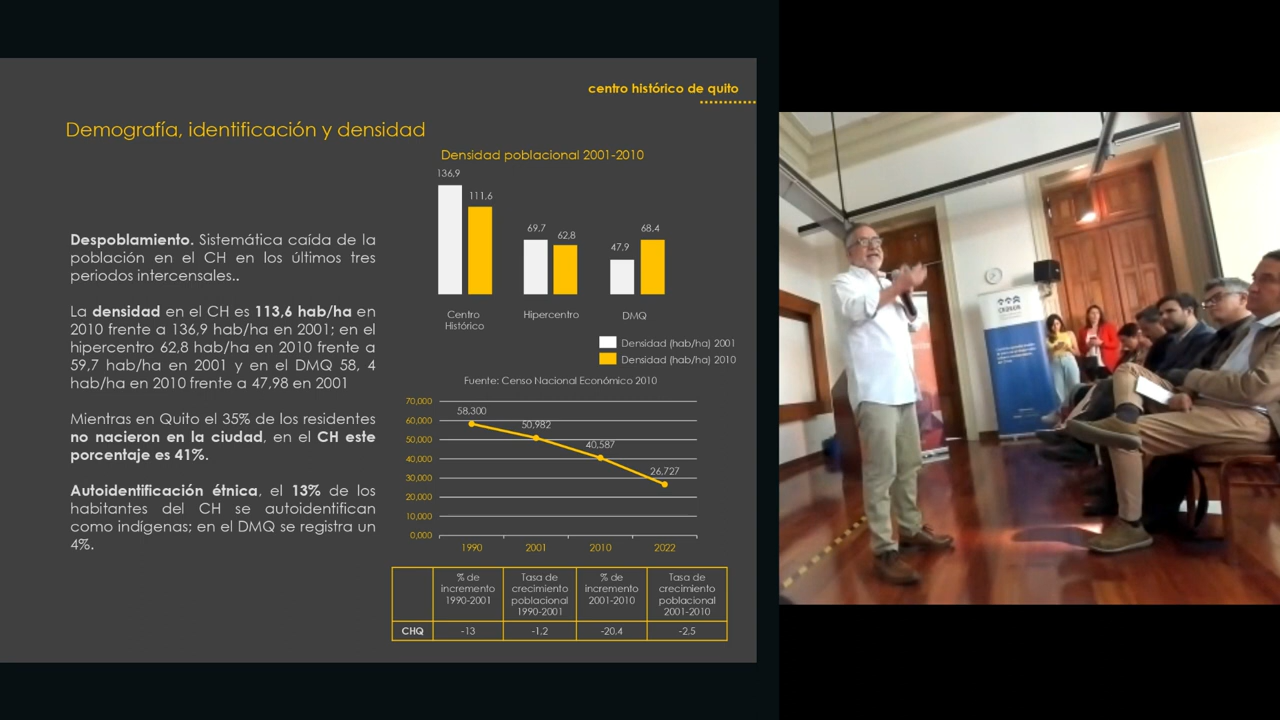 centro histórico de quito
Demografía, identificación y densidad
Despoblamiento. Sistemática caída de la
población en el CH en los últimos tres
periodos intercensales..
La densidad en el CH es 113,6 hab/ha en
2010 frente a 136,9 hab/ha en 2001; en el
hipercentro 62,8 hab/ha en 2010 frente a
59,7 hab/ha en 2001 y en el DMQ 58, 4
hab/ha en 2010 frente a 47,98 en 2001
Mientras en Quito el 35% de los residentes
no nacieron en la ciudad, en el CH este
porcentaje es 41%.
Autoidentificación étnica, el 13% de los
habitantes del CH se autoidentifican
como indígenas; en el DMQ se registra un
4%.
Densidad poblacional 2001-2010
136,9
111,6
69,7
62,8
47,9
68,4
Centro
Histórico
Hipercentro
DMQ
Densidad (hab/ha) 2001
Densidad (hab/ha) 2010
Fuente: Censo Nacional Económico 2010
70,000
60,000
50,000
40,000
30,000
20,000
10,000
0,000
58,300
50,982
40,587
26,727
1990 2001 2010 2022
% de incremento 1990-2001
Tasa de crecimiento poblacional 1990-2001
% de incremento 2001-2010
Tasa de crecimiento poblacional 2001-2010
CHQ -13 -1,2 -20,4 -2,5